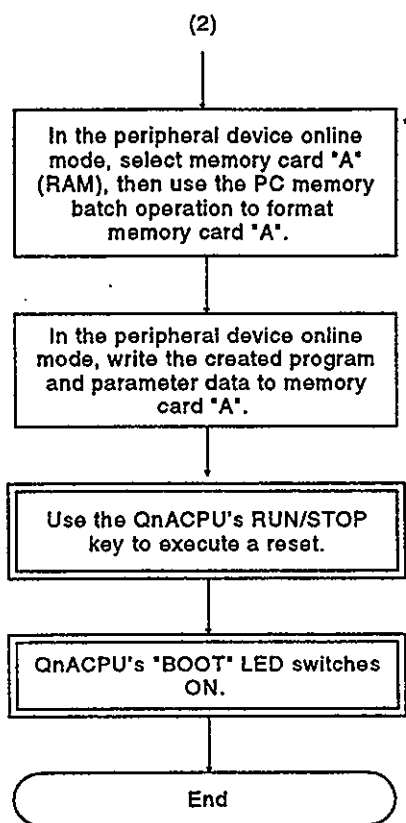 (2)
In the peripheral device online
mode, select memory card "A"
(RAM), then use the PC memory
batch operation to format
memory card "A".
In the peripheral device online
mode, write the created program
and parameter data to memory
card "A".
Use the QnACPU's RUN/STOP
key to execute a reset.
QnACPU's "BOOT" LED switches
ON.
End